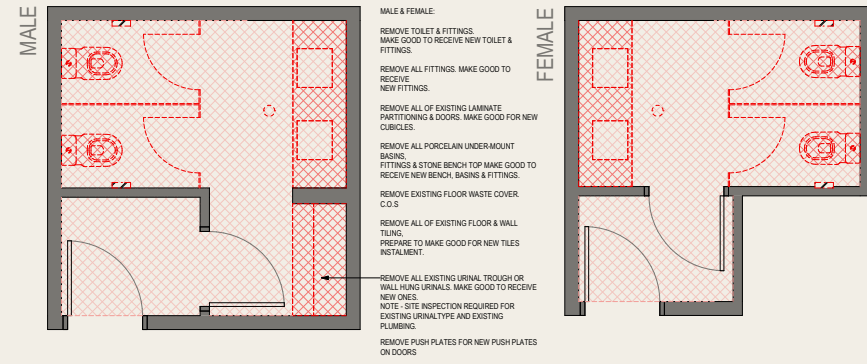 MALE
MALE & FEMALE:
REMOVE TOILET & FITTINGS.
MAKE GOOD TO RECEIVE NEW TOILET &
FITTINGS.
REMOVE ALL FITTINGS. MAKE GOOD TO
RECEIVE
NEW FITTINGS.
REMOVE ALL OF EXISTING LAMINATE
PARTITIONING & DOORS. MAKE GOOD FOR NEW
CUBICLES.
REMOVE ALL PORCELAIN UNDER-MOUNT
BASINS,
FITTINGS & STONE BENCH TOP MAKE GOOD TO
RECEIVE NEW BENCH, BASINS & FITTINGS.
REMOVE EXISTING FLOOR WASTE COVER.
C.O.S
REMOVE ALL OF EXISTING FLOOR & WALL
TILING,
PREPARE TO MAKE GOOD FOR NEW TILES
INSTALMENT.
REMOVE ALL EXISTING URINAL TROUGH OR
WALL HUNG URINALS. MAKE GOOD TO RECEIVE
NEW ONES.
NOTE - SITE INSPECTION REQUIRED FOR
EXISTING URINALTYPE AND EXISTING
PLUMBING.
REMOVE PUSH PLATES FOR NEW PUSH PLATES
ON DOORS
FEMALE